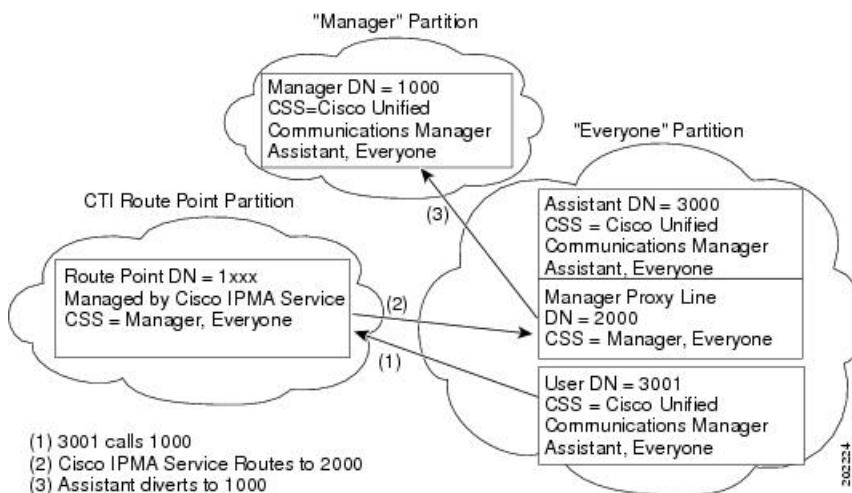 "Manager" Partition
Manager DN = 1000
CSS=Cisco Unified
Communications Manager
Assistant, Everyone
"Everyone" Partition
CTI Route Point Partition
Route Point DN = 1xxx
Managed by Cisco IPMA Service
CSS = Manager, Everyone
(3)
(2)
(1)
Assistant DN = 3000
CSS = Cisco Unified
Communications Manager
Assistant, Everyone
Manager Proxy Line
DN = 2000
CSS = Manager, Everyone
User DN = 3001
CSS = Cisco Unified
Communications Manager
Assistant, Everyone
(1) 3001 calls 1000
(2) Cisco IPMA Service Routes to 2000
(3) Assistant diverts to 1000
202224